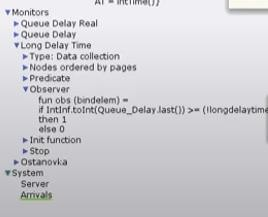 AT = intTime()}
Monitors
Queue Delay Real
Queue Delay
Long Delay Time
Type: Data collection
Nodes ordered by pages
Predicate
Observer
fun obs (bindelem) =
if IntInf.toInt(Queue_Delay.last()) >= (!longdelaytime
then 1
else 0
Init function
Stop
Ostanovka
System
Server
Arrivals